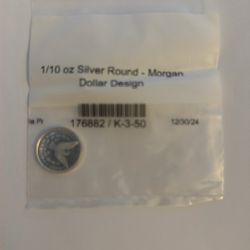 1/10 oz Silver Round - Morgan
Dollar Design
176882 / K-3-50 12/30/24